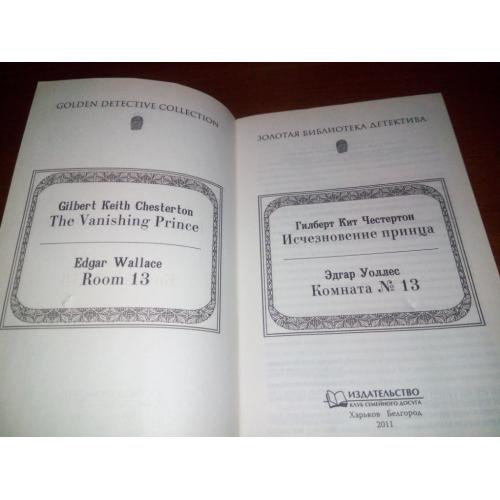 GOLDEN DETECTIVE COLLECTION
Gilbert Keith Chesterton
The Vanishing Prince
Edgar Wallace
Room 13
ЗОЛОТАЯ БИБЛИОТЕКА ДЕТЕКТИВА
Гилберт Кит Честертон
Исчезновение принца
Эдгар Уоллес
Комната № 13
ИЗДАТЕЛЬСТВО
КЛУБ СЕМЕЙНОГО ДОСУГА
Харьков Белгород
2011